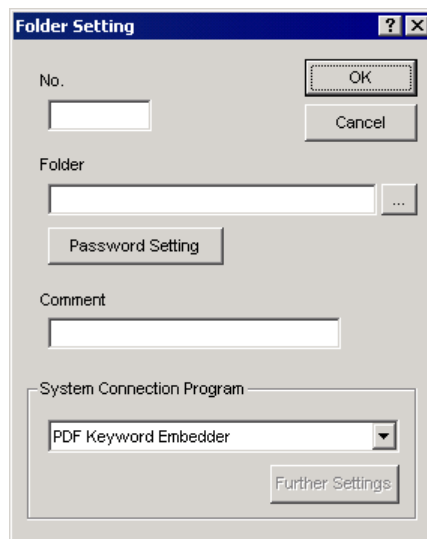 Folder Setting
No.
OK
Cancel
Folder
...
Password Setting
Comment
System Connection Program
PDF Keyword Embedder
Further Settings